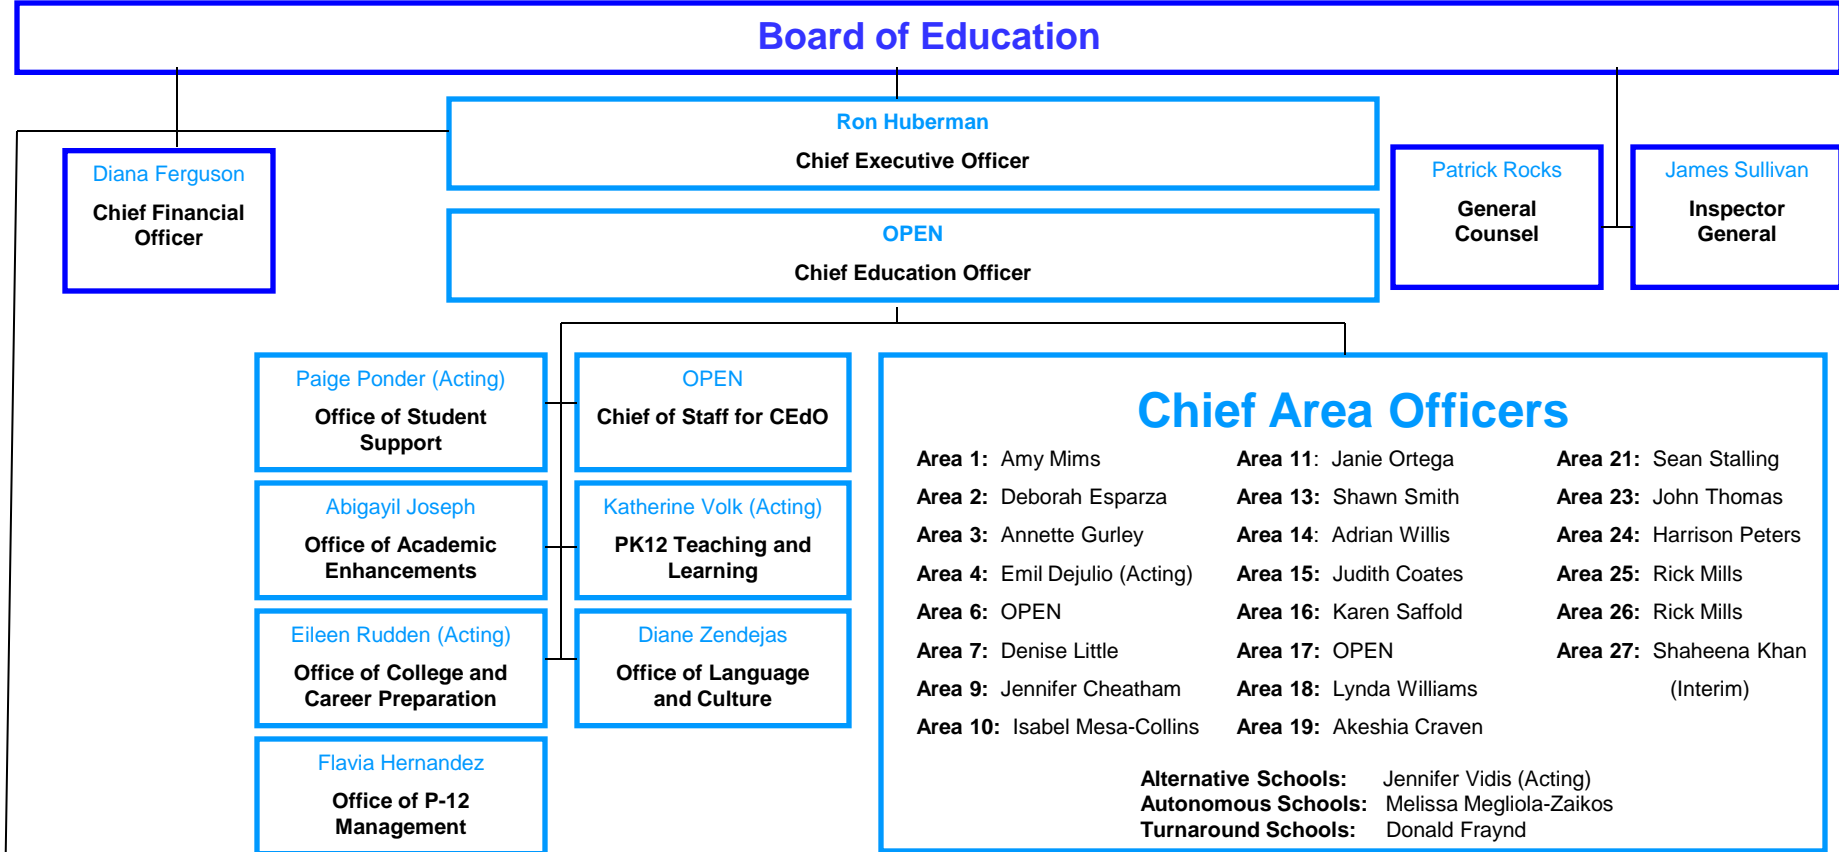 Board of Education
Ron Huberman
Chief Executive Officer
Diana Ferguson
Chief Financial
Officer
Patrick Rocks
General
Counsel
James Sullivan
Inspector
General
OPEN
Chief Education Officer
Paige Ponder (Acting)
Office of Student
Support
OPEN
Chief of Staff for CEdO
Abigayil Joseph
Office of Academic
Enhancements
Katherine Volk (Acting)
PK12 Teaching and
Learning
Eileen Rudden (Acting)
Office of College and
Career Preparation
Diane Zendejas
Office of Language
and Culture
Flavia Hernandez
Office of P-12
Management
Chief Area Officers
Area 1: Amy Mims
Area 2: Deborah Esparza
Area 3: Annette Gurley
Area 4: Emil Dejulio (Acting)
Area 6: OPEN
Area 7: Denise Little
Area 9: Jennifer Cheatham
Area 10: Isabel Mesa-Collins
Area 11: Janie Ortega
Area 13: Shawn Smith
Area 14: Adrian Willis
Area 15: Judith Coates
Area 16: Karen Saffold
Area 17: OPEN
Area 18: Lynda Williams
Area 19: Akeshia Craven
Area 21: Sean Stalling
Area 23: John Thomas
Area 24: Harrison Peters
Area 25: Rick Mills
Area 26: Rick Mills
Area 27: Shaheena Khan
(Interim)
Alternative Schools: Jennifer Vidis (Acting)
Autonomous Schools: Melissa Megliola-Zaikos
Turnaround Schools: Donald Fraynd